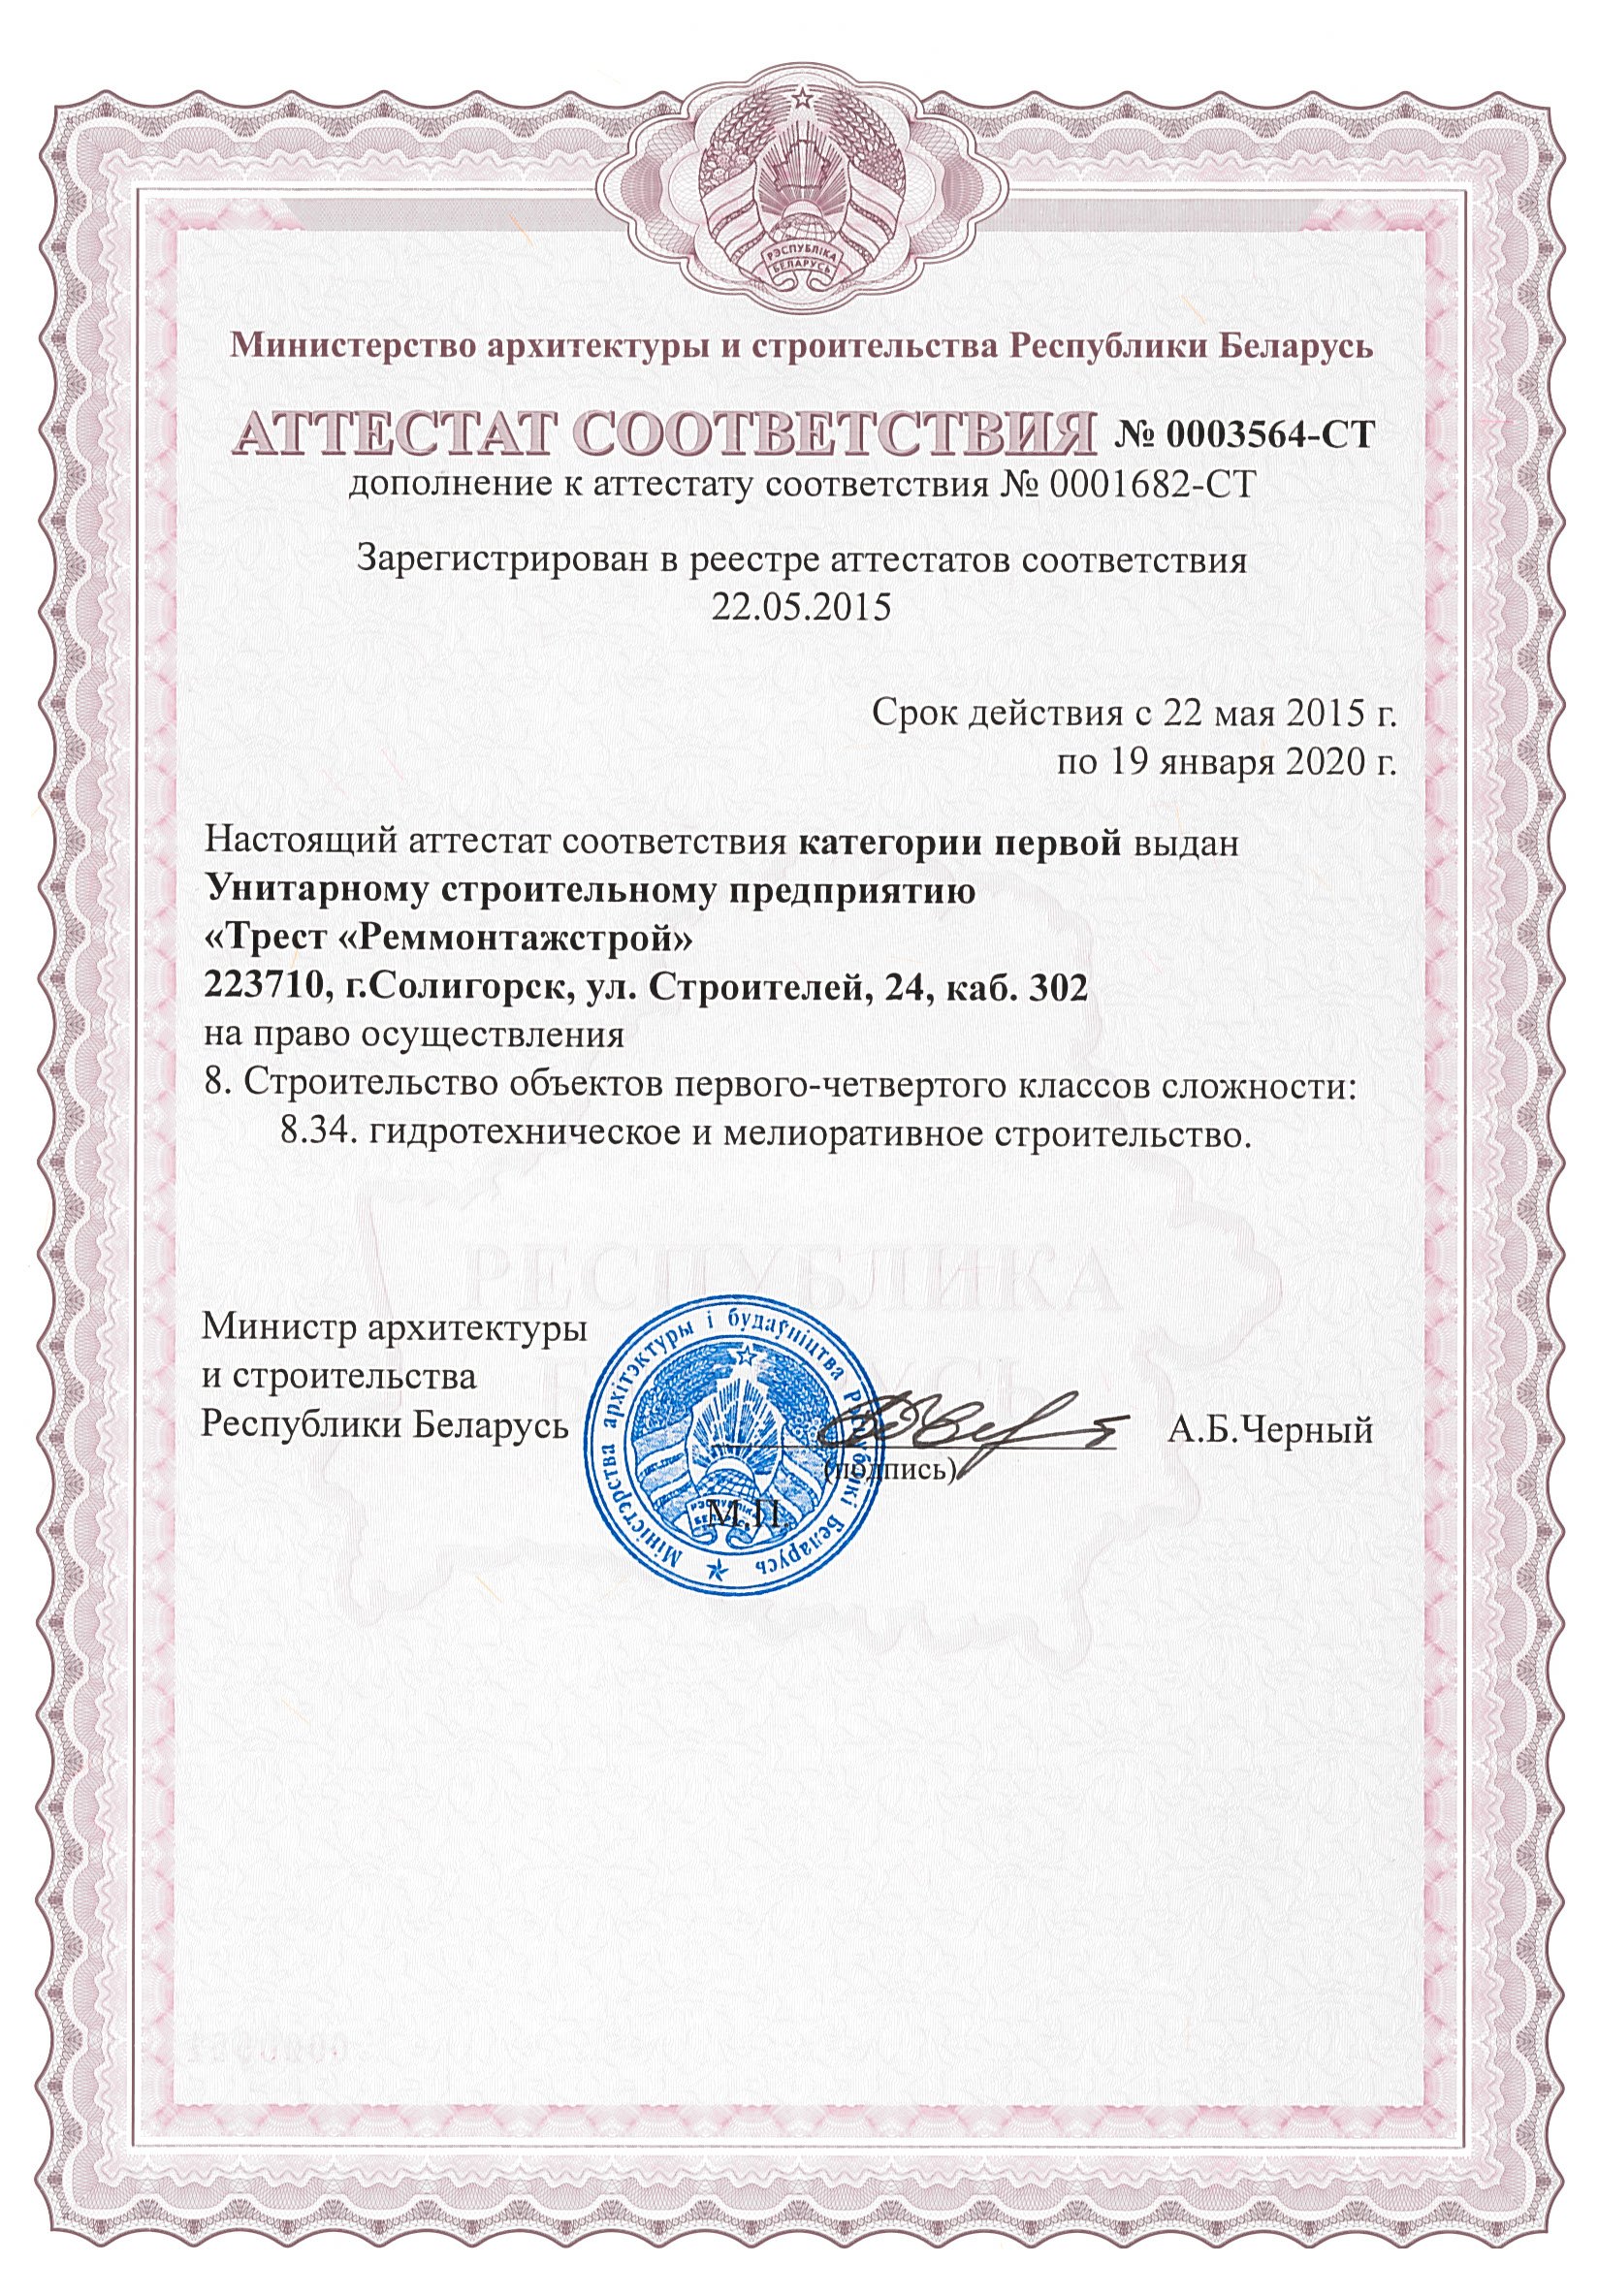 РЭСПУБЛІКА
БЕЛАРУСЬ
Министерство архитектуры и строительства Республики Беларусь
АТТЕСТАТ СООТВЕТСТВИЯ № 0003564-СТ
дополнение к аттестату соответствия № 0001682-СТ
Зарегистрирован в реестре аттестатов соответствия
22.05.2015
Срок действия с 22 мая 2015 г.
по 19 января 2020 г.
Настоящий аттестат соответствия категории первой выдан
Унитарному строительному предприятию
«Трест «Реммонтажстрой»
223710, г.Солигорск, ул. Строителей, 24, каб. 302
на право осуществления
8. Строительство объектов первого-четвертого классов сложности:
8.34. гидротехническое и мелиоративное строительство.
РЕСПУБЛИКА
БЕЛАРУСЬ
Министр архитектуры
и строительства
Республики Беларусь
А.Б.Черный
(подпись)
М.П.
Міністэрства архітэктуры і будаўніцтва Рэспублікі Беларусь